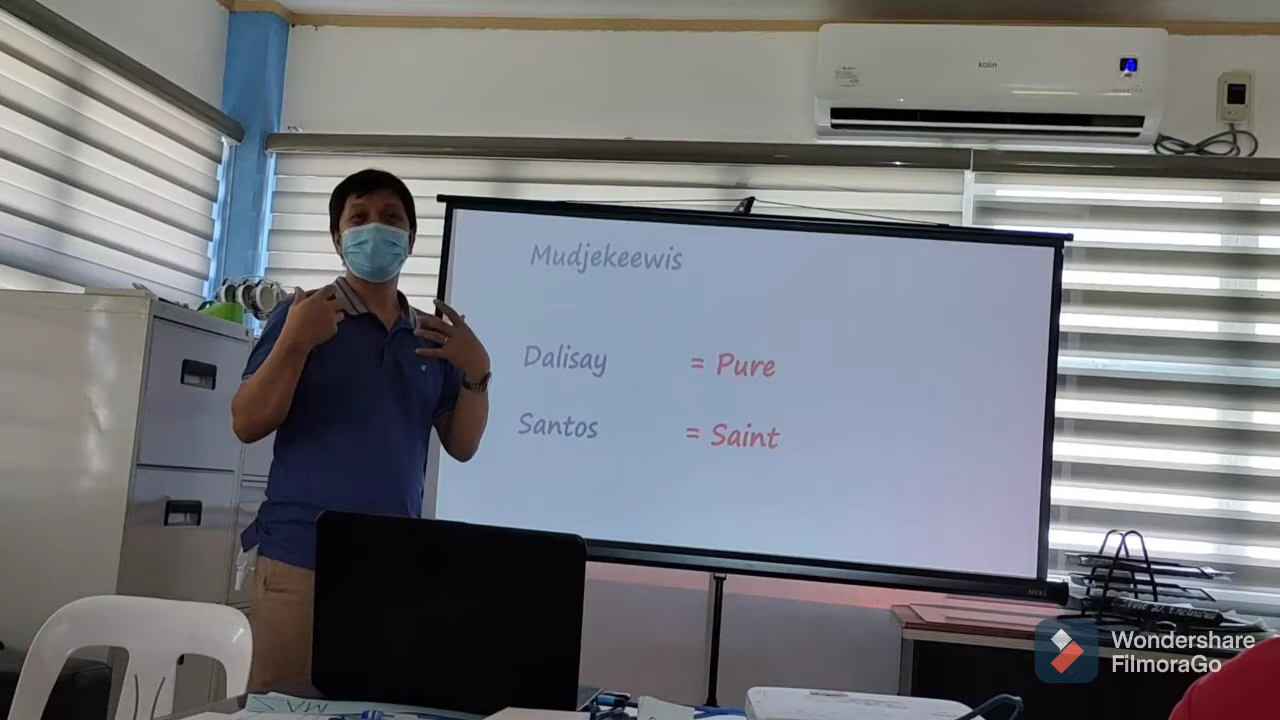 kolin
Mudjekeewis
Dalisay = Pure
Santos = Saint
Wondershare
FilmoraGo